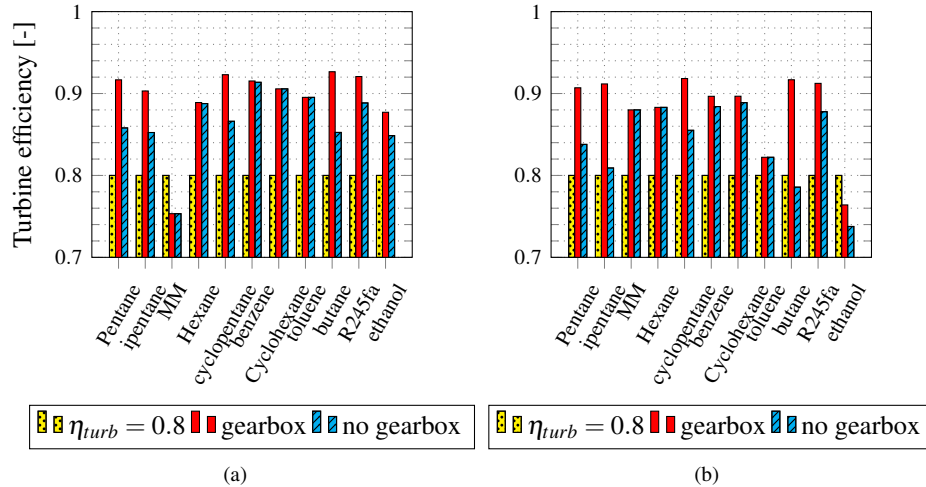 Turbine efficiency [-]
1
0.9
0.8
0.7
Pentane
ipentane
MM
Hexane
cyclopentane
benzene
Cyclohexane
toluene
butane
R245fa
ethanol
η_turb = 0.8 gearbox no gearbox
(a)
1
0.9
0.8
0.7
Pentane
ipentane
MM
Hexane
cyclopentane
benzene
Cyclohexane
toluene
butane
R245fa
ethanol
η_turb = 0.8 gearbox no gearbox
(b)